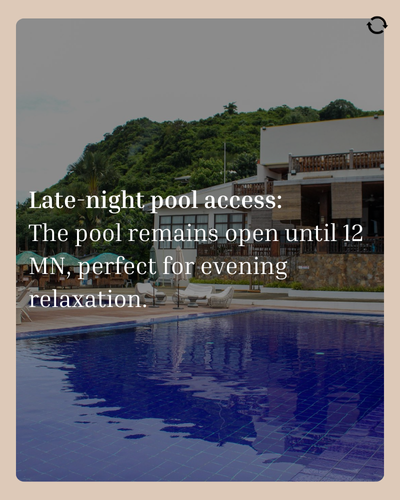 Late-night pool access:
The pool remains open until 12
MN, perfect for evening
relaxation.